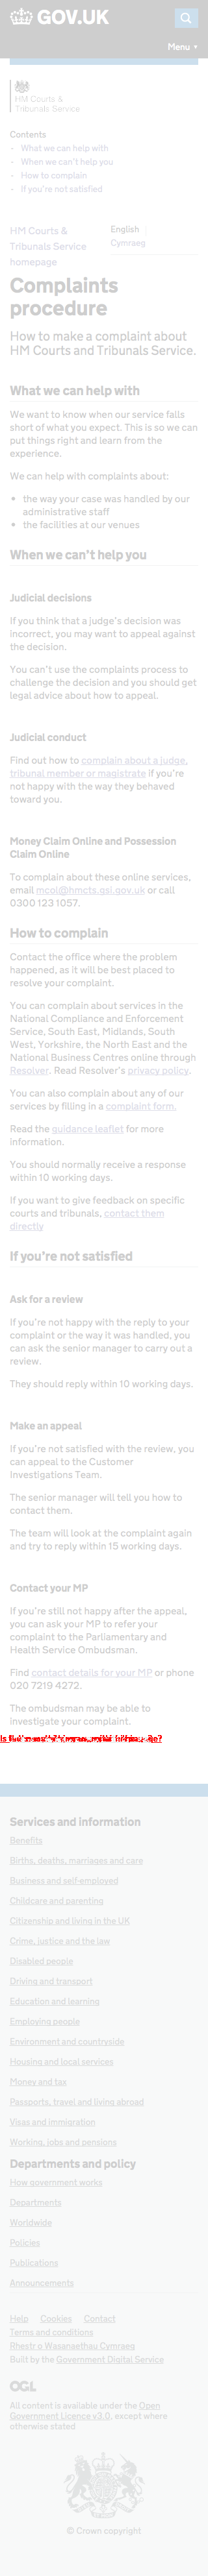 GOV.UK
Menu ▼
HM Courts &
Tribunals Service
Contents
- What we can help with
- When we can't help you
- How to complain
- If you're not satisfied
HM Courts &
Tribunals Service
homepage
English
Cymraeg
Complaints
procedure
How to make a complaint about
HM Courts and Tribunals Service.
What we can help with
We want to know when our service falls
short of what you expect. This is so we can
put things right and learn from the
experience.
We can help with complaints about:
• the way your case was handled by our
administrative staff
• the facilities at our venues
When we can't help you
Judicial decisions
If you think that a judge's decision was
incorrect, you may want to appeal against
the decision.
You can't use the complaints process to
challenge the decision and you should get
legal advice about how to appeal.
Judicial conduct
Find out how to complain about a judge,
tribunal member or magistrate if you're
not happy with the way they behaved
toward you.
Money Claim Online and Possession
Claim Online
To complain about these online services,
email mcol@hmcts.gsi.gov.uk or call
0300 123 1057.
How to complain
Contact the office where the problem
happened, as it will be best placed to
resolve your complaint.
You can complain about services in the
National Compliance and Enforcement
Service, South East, Midlands, South
West, Yorkshire, the North East and the
National Business Centres online through
Resolver. Read Resolver's privacy policy.
You can also complain about any of our
services by filling in a complaint form.
Read the guidance leaflet for more
information.
You should normally receive a response
within 10 working days.
If you want to give feedback on specific
courts and tribunals, contact them
directly
If you're not satisfied
Ask for a review
If you're not happy with the reply to your
complaint or the way it was handled, you
can ask the senior manager to carry out a
review.
They should reply within 10 working days.
Make an appeal
If you're not satisfied with the review, you
can appeal to the Customer
Investigations Team.
The senior manager will tell you how to
contact them.
The team will look at the complaint again
and try to reply within 15 working days.
Contact your MP
If you're still not happy after the appeal,
you can ask your MP to refer your
complaint to the Parliamentary and
Health Service Ombudsman.
Find contact details for your MP or phone
020 7219 4272.
The ombudsman may be able to
investigate your complaint.
Services and information
Benefits
Births, deaths, marriages and care
Business and self-employed
Childcare and parenting
Citizenship and living in the UK
Crime, justice and the law
Disabled people
Driving and transport
Education and learning
Employing people
Environment and countryside
Housing and local services
Money and tax
Passports, travel and living abroad
Visas and immigration
Working, jobs and pensions
Departments and policy
How government works
Departments
Worldwide
Policies
Publications
Announcements
Help Cookies Contact
Terms and conditions
Rhestr o Wasanaethau Cymraeg
Built by the Government Digital Service
OGL
All content is available under the Open
Government Licence v3.0, except where
otherwise stated
© Crown copyright